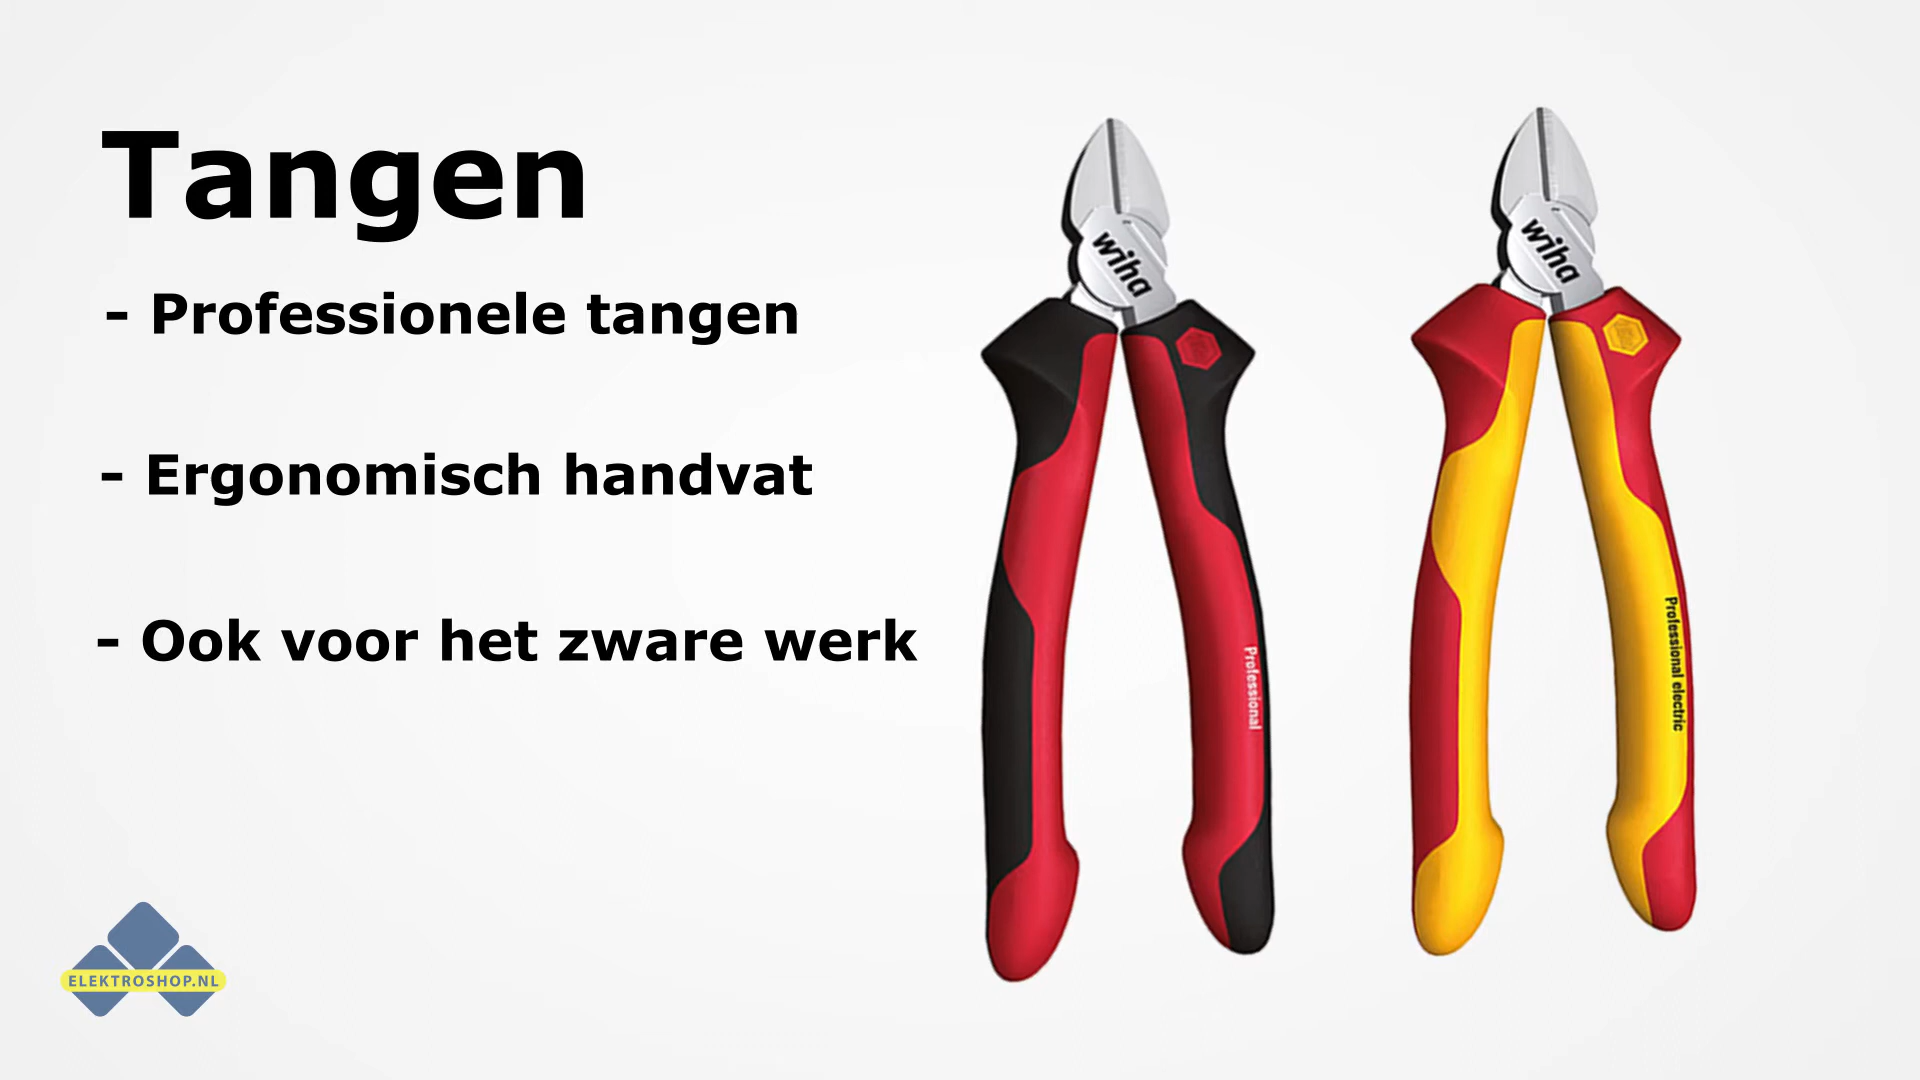 Tangen
- Professionele tangen
- Ergonomisch handvat
- Ook voor het zware werk
wiha
Professional
wiha
Professional electric
ELEKTROSHOP.NL